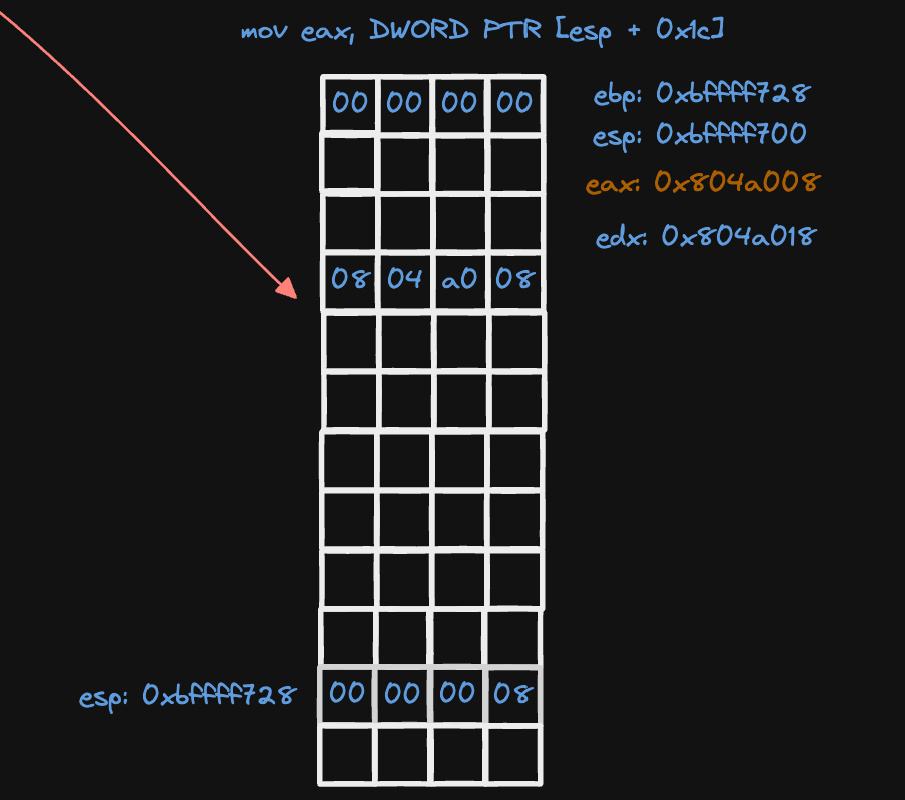 mov eax, DWORD PTR [esp + 0x1c]
00 00 00 00
ebp: 0xbffff728
esp: 0xbffff700
eax: 0x804a008
edx: 0x804a018
08 04 a0 08
esp: 0xbffff728
00 00 00 08